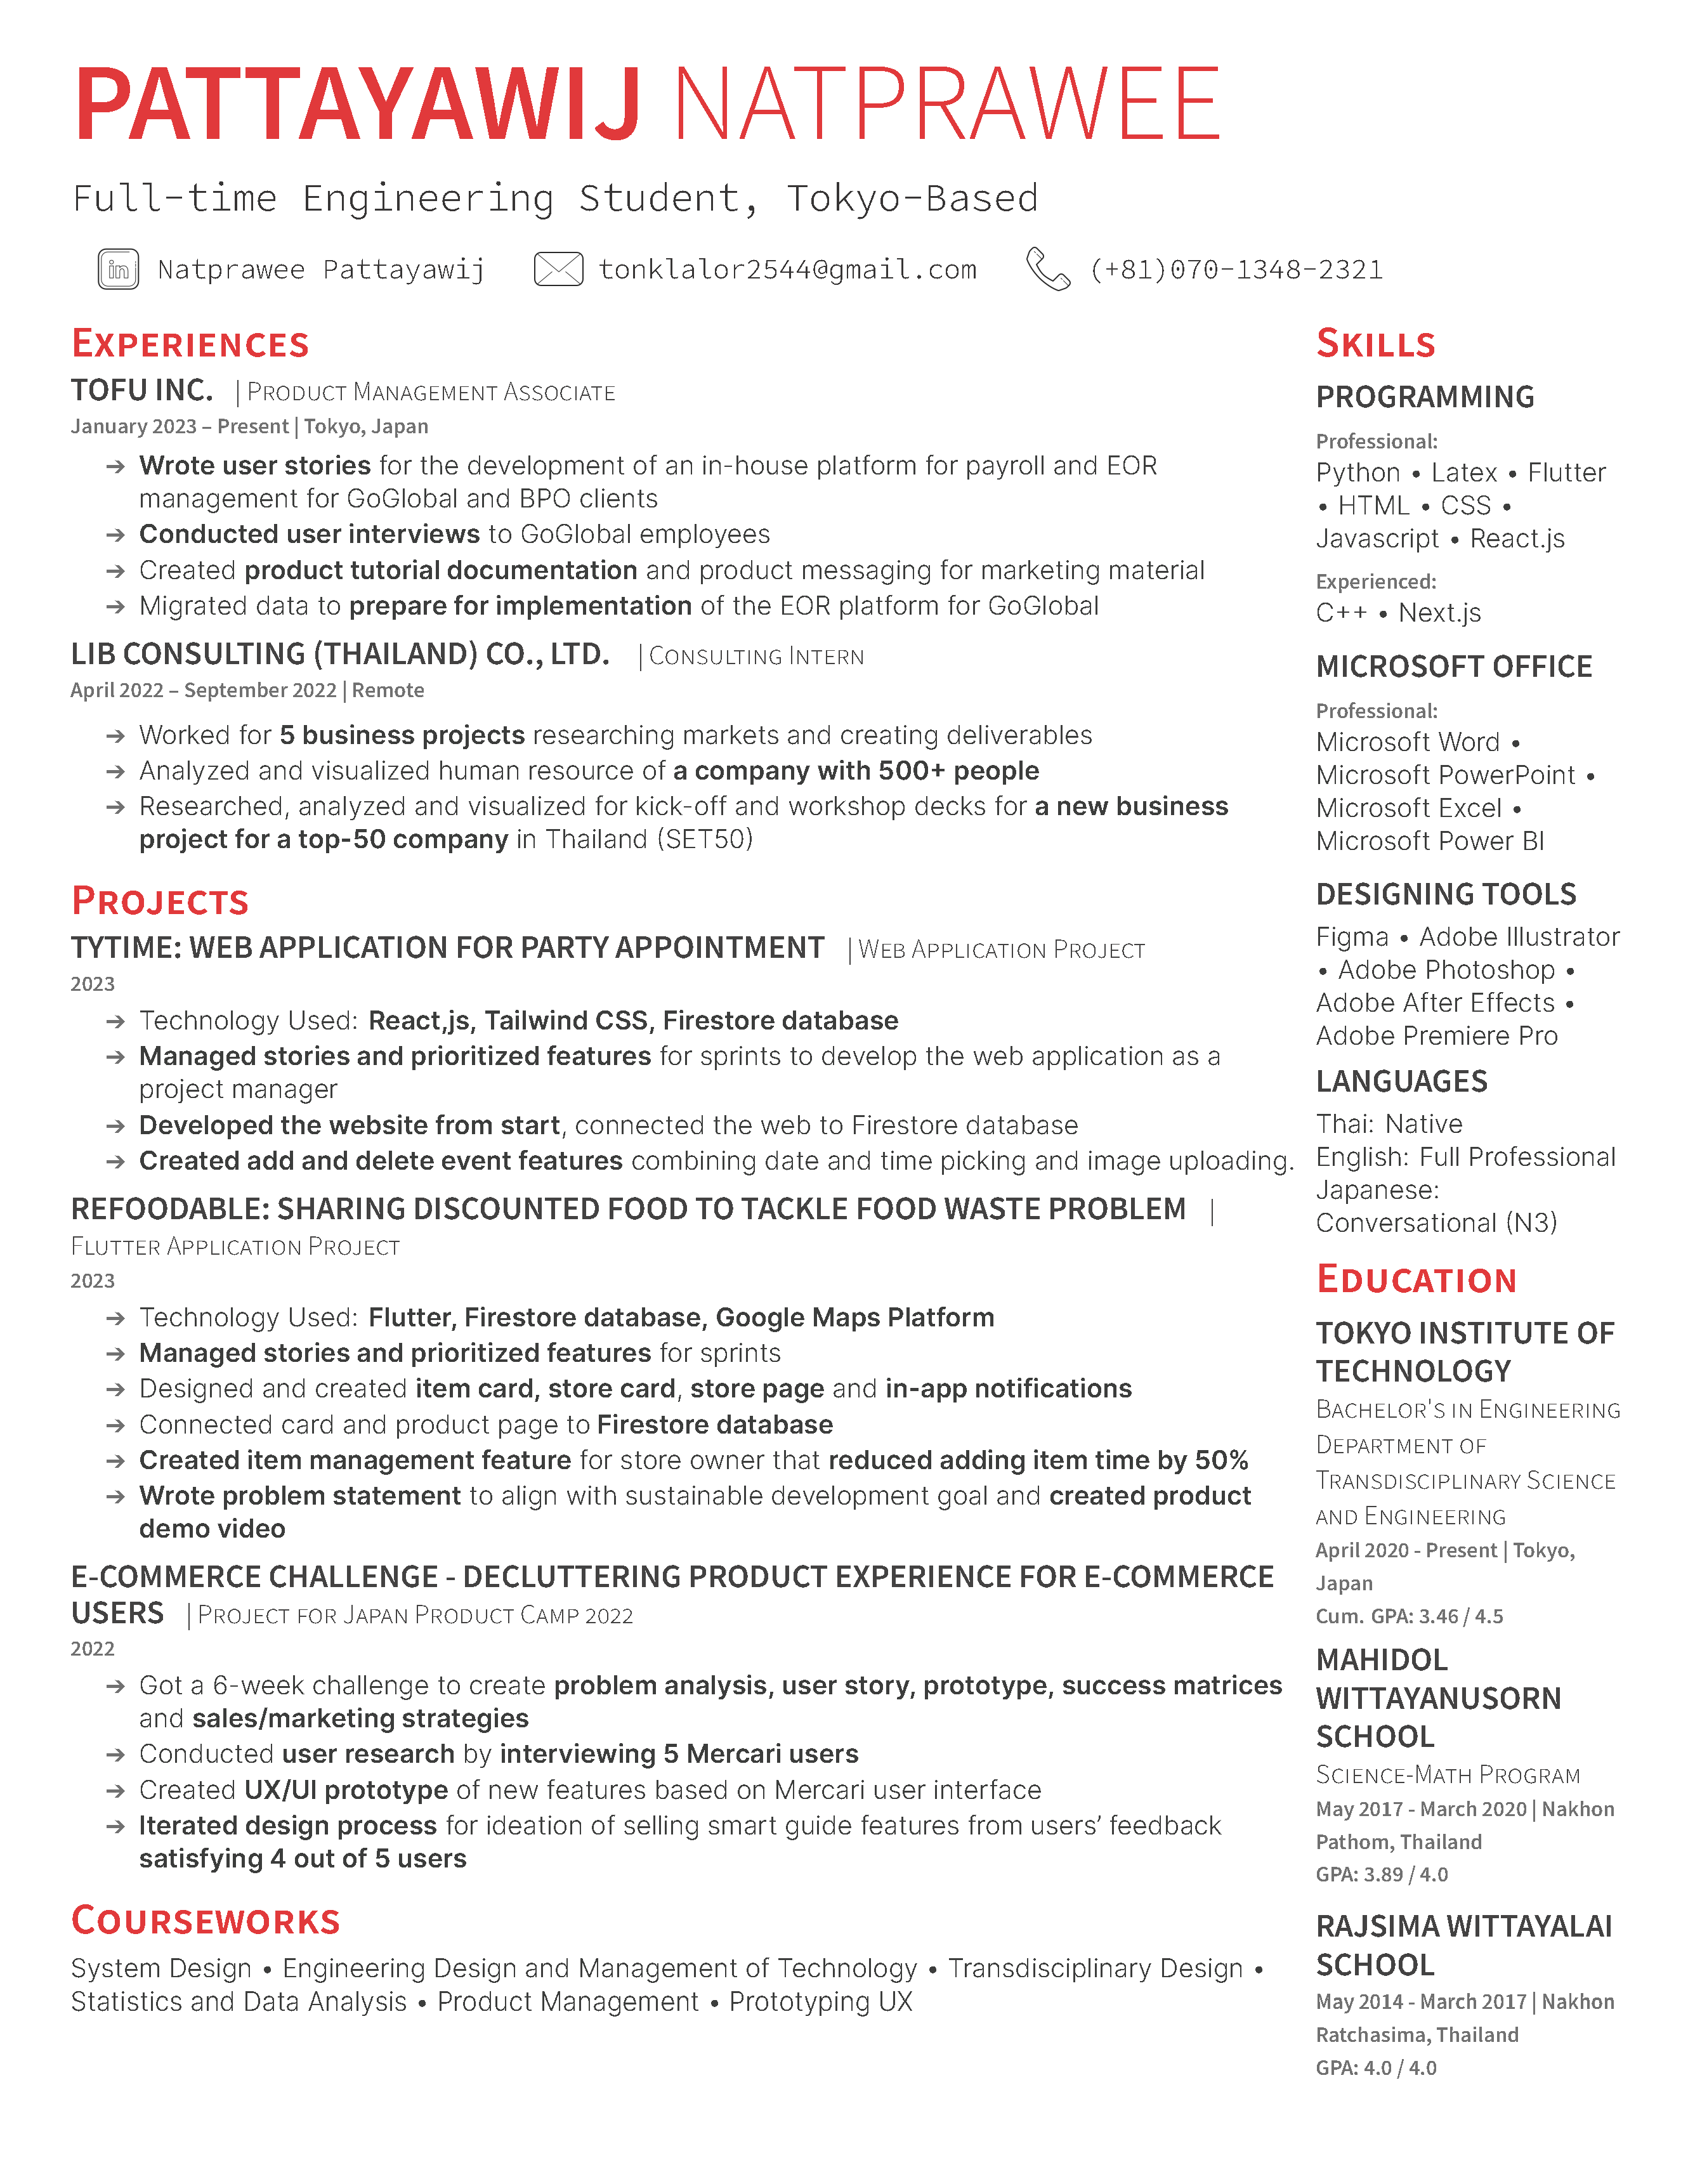 PATTAYAWIJ NATPRAWEE
Full-time Engineering Student, Tokyo-Based
in Natprawee Pattayawij tonklalor2544@gmail.com (+81)070-1348-2321
EXPERIENCES
TOFU INC. | PRODUCT MANAGEMENT ASSOCIATE
January 2023 – Present | Tokyo, Japan
➔ Wrote user stories for the development of an in-house platform for payroll and EOR
management for GoGlobal and BPO clients
➔ Conducted user interviews to GoGlobal employees
➔ Created product tutorial documentation and product messaging for marketing material
➔ Migrated data to prepare for implementation of the EOR platform for GoGlobal
LIB CONSULTING (THAILAND) CO., LTD. | CONSULTING INTERN
April 2022 – September 2022 | Remote
➔ Worked for 5 business projects researching markets and creating deliverables
➔ Analyzed and visualized human resource of a company with 500+ people
➔ Researched, analyzed and visualized for kick-off and workshop decks for a new business
project for a top-50 company in Thailand (SET50)
PROJECTS
TYTIME: WEB APPLICATION FOR PARTY APPOINTMENT | WEB APPLICATION PROJECT
2023
➔ Technology Used: React,js, Tailwind CSS, Firestore database
➔ Managed stories and prioritized features for sprints to develop the web application as a
project manager
➔ Developed the website from start, connected the web to Firestore database
➔ Created add and delete event features combining date and time picking and image uploading.
REFOODABLE: SHARING DISCOUNTED FOOD TO TACKLE FOOD WASTE PROBLEM |
FLUTTER APPLICATION PROJECT
2023
➔ Technology Used: Flutter, Firestore database, Google Maps Platform
➔ Managed stories and prioritized features for sprints
➔ Designed and created item card, store card, store page and in-app notifications
➔ Connected card and product page to Firestore database
➔ Created item management feature for store owner that reduced adding item time by 50%
➔ Wrote problem statement to align with sustainable development goal and created product
demo video
E-COMMERCE CHALLENGE - DECLUTTERING PRODUCT EXPERIENCE FOR E-COMMERCE
USERS | PROJECT FOR JAPAN PRODUCT CAMP 2022
2022
➔ Got a 6-week challenge to create problem analysis, user story, prototype, success matrices
and sales/marketing strategies
➔ Conducted user research by interviewing 5 Mercari users
➔ Created UX/UI prototype of new features based on Mercari user interface
➔ Iterated design process for ideation of selling smart guide features from users’ feedback
satisfying 4 out of 5 users
COURSEWORKS
System Design • Engineering Design and Management of Technology • Transdisciplinary Design •
Statistics and Data Analysis • Product Management • Prototyping UX
SKILLS
PROGRAMMING
Professional:
Python • Latex • Flutter
• HTML • CSS •
Javascript • React.js
Experienced:
C++ • Next.js
MICROSOFT OFFICE
Professional:
Microsoft Word •
Microsoft PowerPoint •
Microsoft Excel •
Microsoft Power BI
DESIGNING TOOLS
Figma • Adobe Illustrator
• Adobe Photoshop •
Adobe After Effects •
Adobe Premiere Pro
LANGUAGES
Thai: Native
English: Full Professional
Japanese:
Conversational (N3)
EDUCATION
TOKYO INSTITUTE OF
TECHNOLOGY
BACHELOR'S IN ENGINEERING
DEPARTMENT OF
TRANSDISCIPLINARY SCIENCE
AND ENGINEERING
April 2020 - Present | Tokyo,
Japan
Cum. GPA: 3.46 / 4.5
MAHIDOL
WITTAYANUSORN
SCHOOL
SCIENCE-MATH PROGRAM
May 2017 - March 2020 | Nakhon
Pathom, Thailand
GPA: 3.89 / 4.0
RAJSIMA WITTAYALAI
SCHOOL
May 2014 - March 2017 | Nakhon
Ratchasima, Thailand
GPA: 4.0 / 4.0